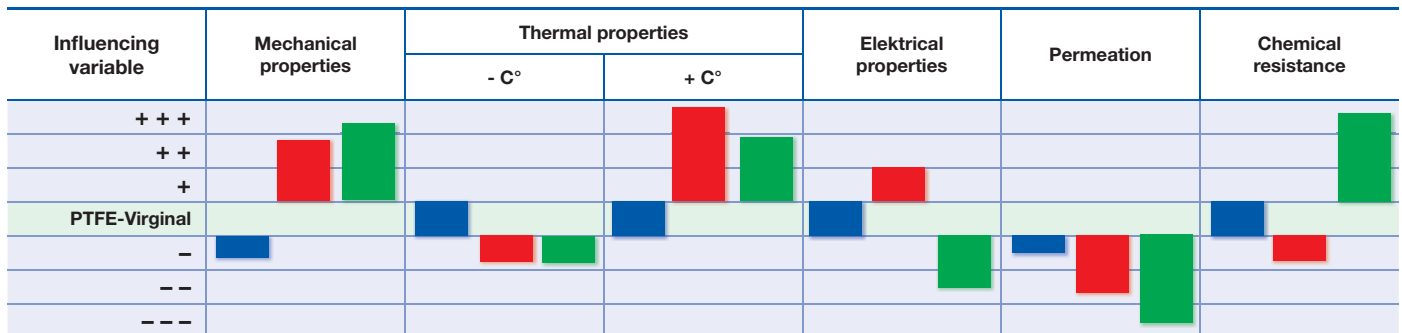 Influencing
variable
Mechanical
properties
Thermal properties
- C°
+ C°
Elektrical
properties
Permeation
Chemical
resistance
+ + +
+ +
+
PTFE-Virginal
–
– –
– – –